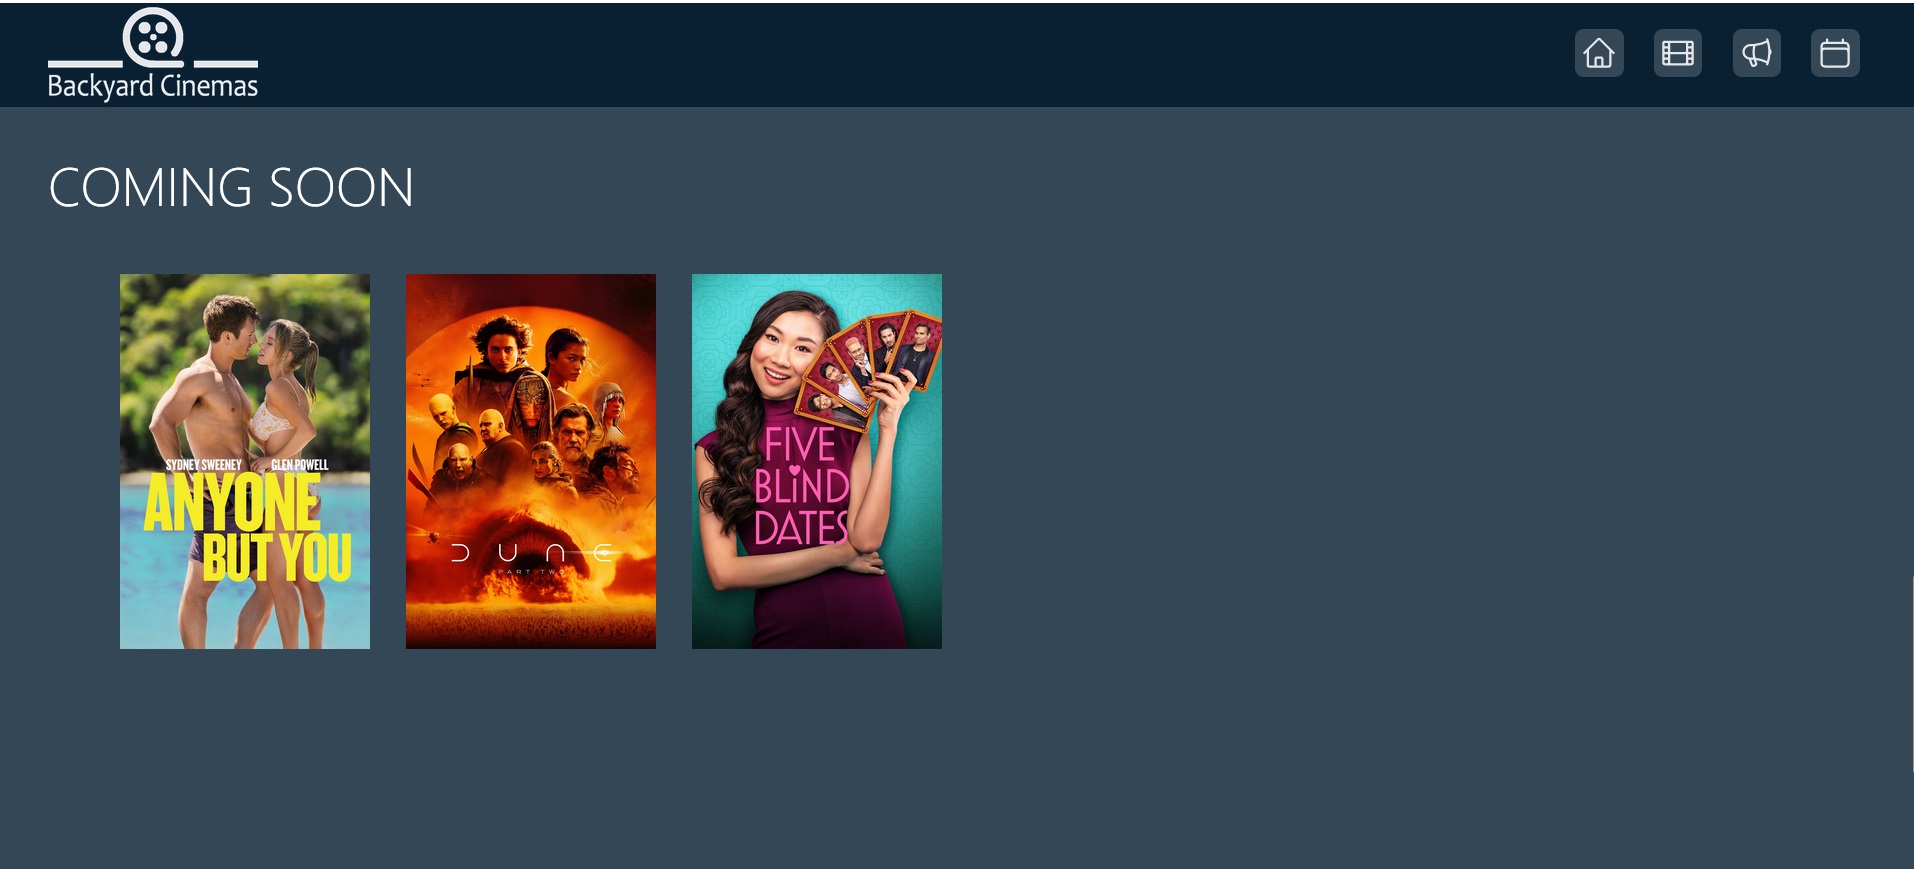 Backyard Cinemas
COMING SOON
SYDNEY SWEENEY GLEN POWELL
ANYONE
BUT YOU
DUNE
PART TWO
FIVE
BLiND
DATES